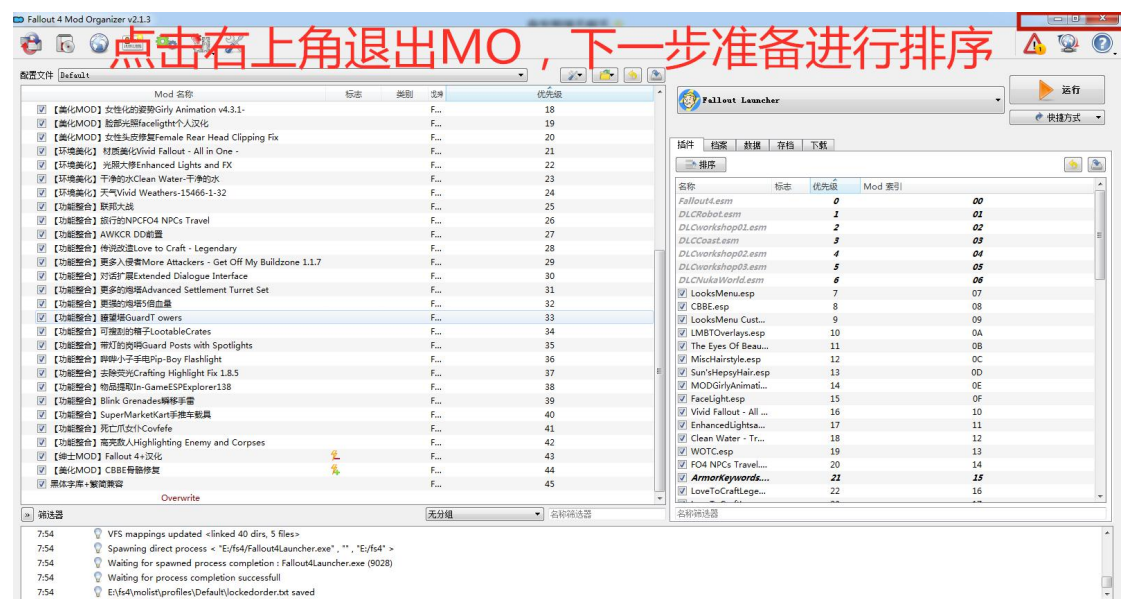 Fallout 4 Mod Organizer v2.1.3
点击右上角退出MO，下一步准备进行排序
配置文件 Default
Mod 名称 标志 类别 优先级
【美化MOD】女性化的姿势Girly Animation v4.3.1- F... 18
【美化MOD】脸部光照faceligtht个人汉化 F... 19
【美化MOD】女性头皮修复Female Rear Head Clipping Fix F... 20
【环境美化】 材质美化Vivid Fallout - All in One - F... 21
【环境美化】 光照大修Enhanced Lights and FX F... 22
【环境美化】干净的水Clean Water-干净的水 F... 23
【环境美化】天气Vivid Weathers-15466-1-32 F... 24
【功能整合】联邦大战 F... 25
【功能整合】旅行的NPCFO4 NPCs Travel F... 26
【功能整合】AWKCR DD前置 F... 27
【功能整合】传说改造Love to Craft - Legendary F... 28
【功能整合】更多入侵者More Attackers - Get Off My Buildzone 1.1.7 F... 29
【功能整合】对话扩展Extended Dialogue Interface F... 30
【功能整合】更多的炮塔Advanced Settlement Turret Set F... 31
【功能整合】更强的炮塔5倍血量 F... 32
【功能整合】瞭望塔GuardT owers F... 33
【功能整合】可搜刮的箱子LootableCrates F... 34
【功能整合】带灯的岗哨Guard Posts with Spotlights F... 35
【功能整合】哔哔小子手电Pip-Boy Flashlight F... 36
【功能整合】去除荧光Crafting Highlight Fix 1.8.5 F... 37
【功能整合】物品提取In-GameESPExplorer138 F... 38
【功能整合】Blink Grenades瞬移手雷 F... 39
【功能整合】SuperMarketKart手推车载具 F... 40
【功能整合】死亡爪女仆Covfefe F... 41
【功能整合】高亮敌人Highlighting Enemy and Corpses F... 42
【绅士MOD】Fallout 4+汉化 F... 43
【美化MOD】CBBE骨骼修复 F... 44
黑体字库+繁简兼容 F... 45
Overwrite
» 筛选器 无分组 名称筛选器
Fallout Launcher
运行
快捷方式
插件 档案 数据 存档 下载
排序
名称 标志 优先级 Mod 索引
Fallout4.esm 0 00
DLCRobot.esm 1 01
DLCworkshop01.esm 2 02
DLCCoast.esm 3 03
DLCworkshop02.esm 4 04
DLCworkshop03.esm 5 05
DLCNukaWorld.esm 6 06
LooksMenu.esp 7 07
CBBE.esp 8 08
LooksMenu Cust... 9 09
LMBTOverlays.esp 10 0A
The Eyes Of Beau... 11 0B
MiscHairstyle.esp 12 0C
Sun'sHepsyHair.esp 13 0D
MODGirlyAnimati... 14 0E
FaceLight.esp 15 0F
Vivid Fallout - All ... 16 10
EnhancedLightsa... 17 11
Clean Water - Tr... 18 12
WOTC.esp 19 13
FO4 NPCs Travel.... 20 14
ArmorKeywords.... 21 15
LoveToCraftLege... 22 16
名称筛选器
7:54 VFS mappings updated <linked 40 dirs, 5 files>
7:54 Spawning direct process < "E:/fs4/Fallout4Launcher.exe" , "" , "E:/fs4" >
7:54 Waiting for spawned process completion : Fallout4Launcher.exe (9028)
7:54 Waiting for process completion successfull
7:54 E:\fs4\molist\profiles\Default\lockedorder.txt saved